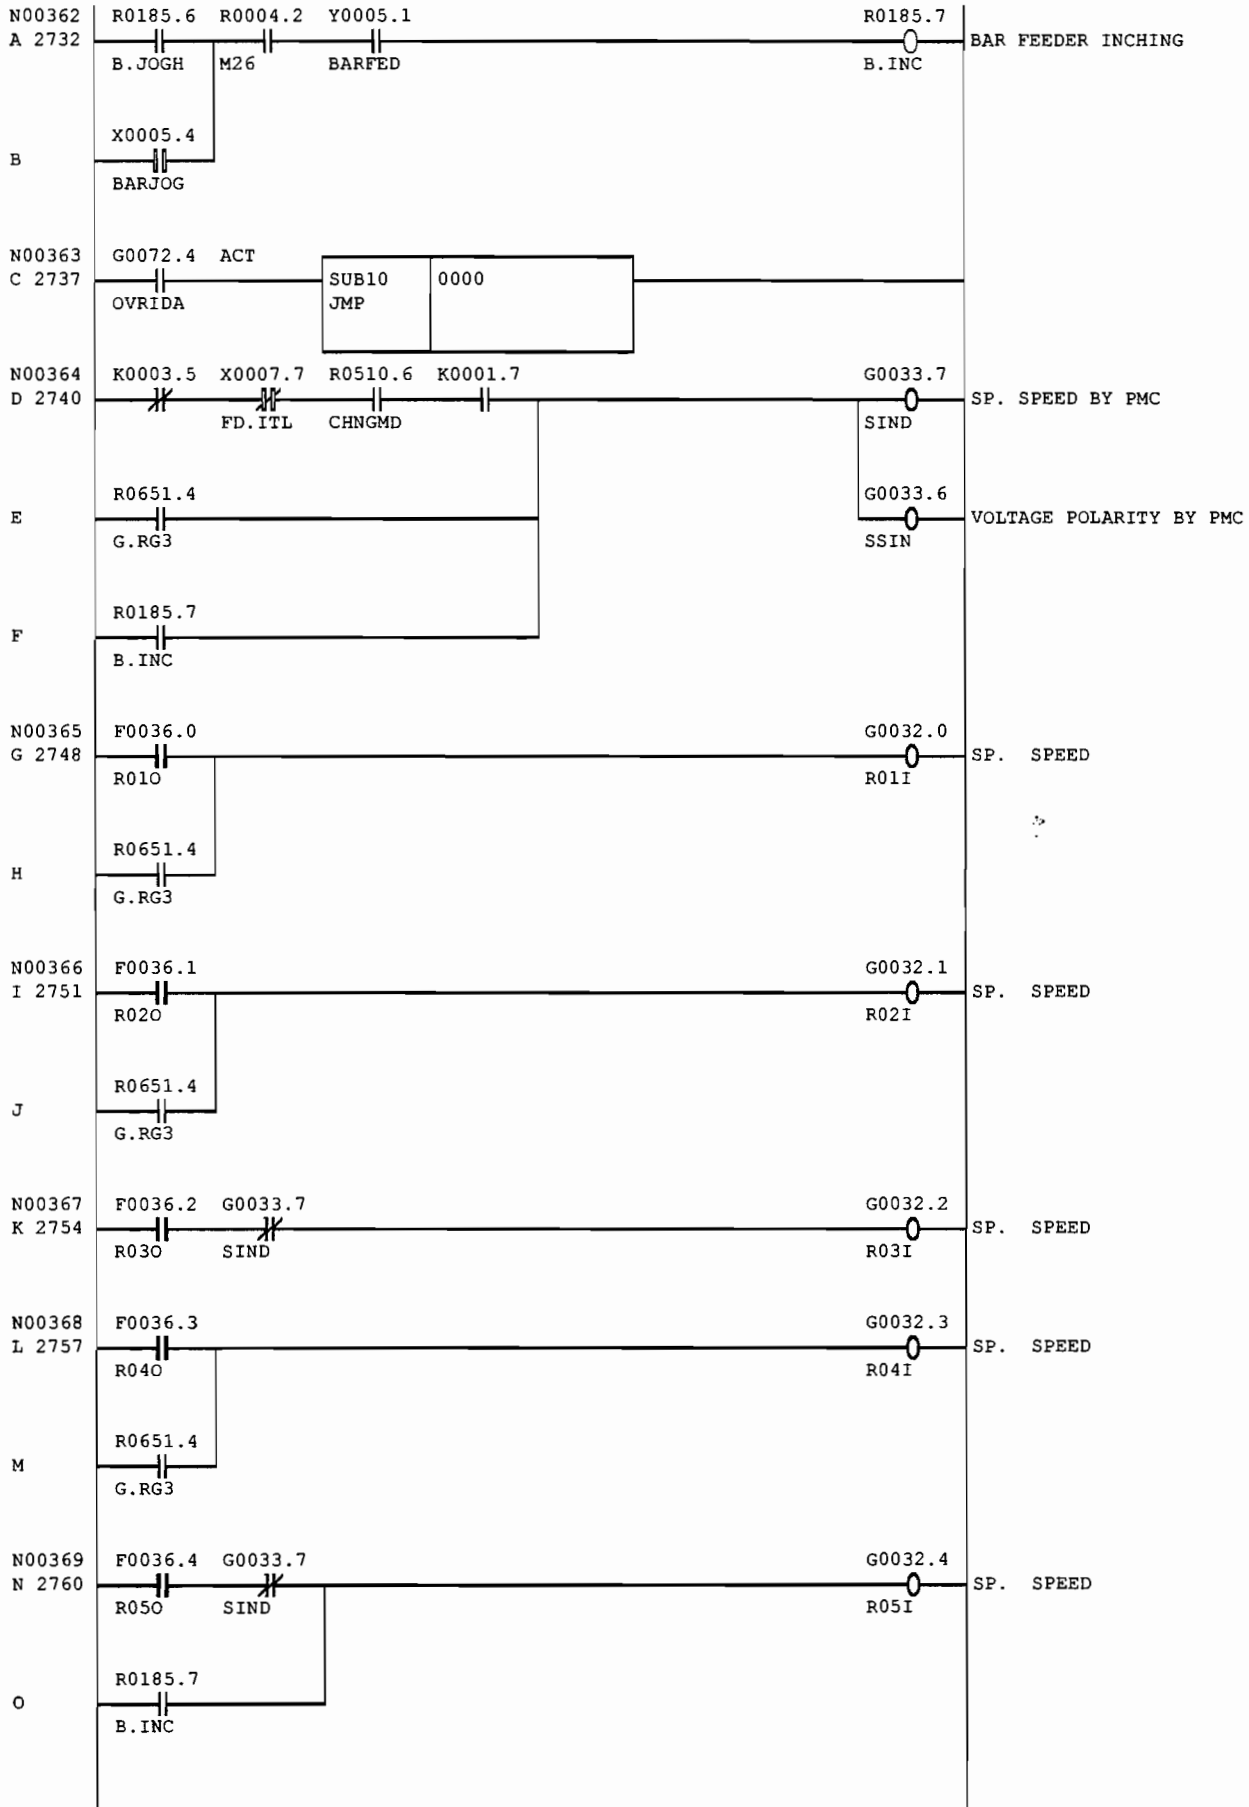 N00362 R0185.6 R0004.2 Y0005.1 R0185.7
A 2732 BAR FEEDER INCHING
B.JOGH M26 BARFED B.INC
X0005.4
B
BARJOG
N00363 G0072.4 ACT
C 2737 SUB10 0000
OVRIDA JMP
N00364 K0003.5 X0007.7 R0510.6 K0001.7 G0033.7
D 2740 SP. SPEED BY PMC
FD.ITL CHNGMD SIND
R0651.4 G0033.6
E VOLTAGE POLARITY BY PMC
G.RG3 SSIN
R0185.7
F
B.INC
N00365 F0036.0 G0032.0
G 2748 SP. SPEED
R01O R01I
R0651.4
H
G.RG3
N00366 F0036.1 G0032.1
I 2751 SP. SPEED
R02O R02I
R0651.4
J
G.RG3
N00367 F0036.2 G0033.7 G0032.2
K 2754 SP. SPEED
R03O SIND R03I
N00368 F0036.3 G0032.3
L 2757 SP. SPEED
R04O R04I
R0651.4
M
G.RG3
N00369 F0036.4 G0033.7 G0032.4
N 2760 SP. SPEED
R05O SIND R05I
R0185.7
O
B.INC